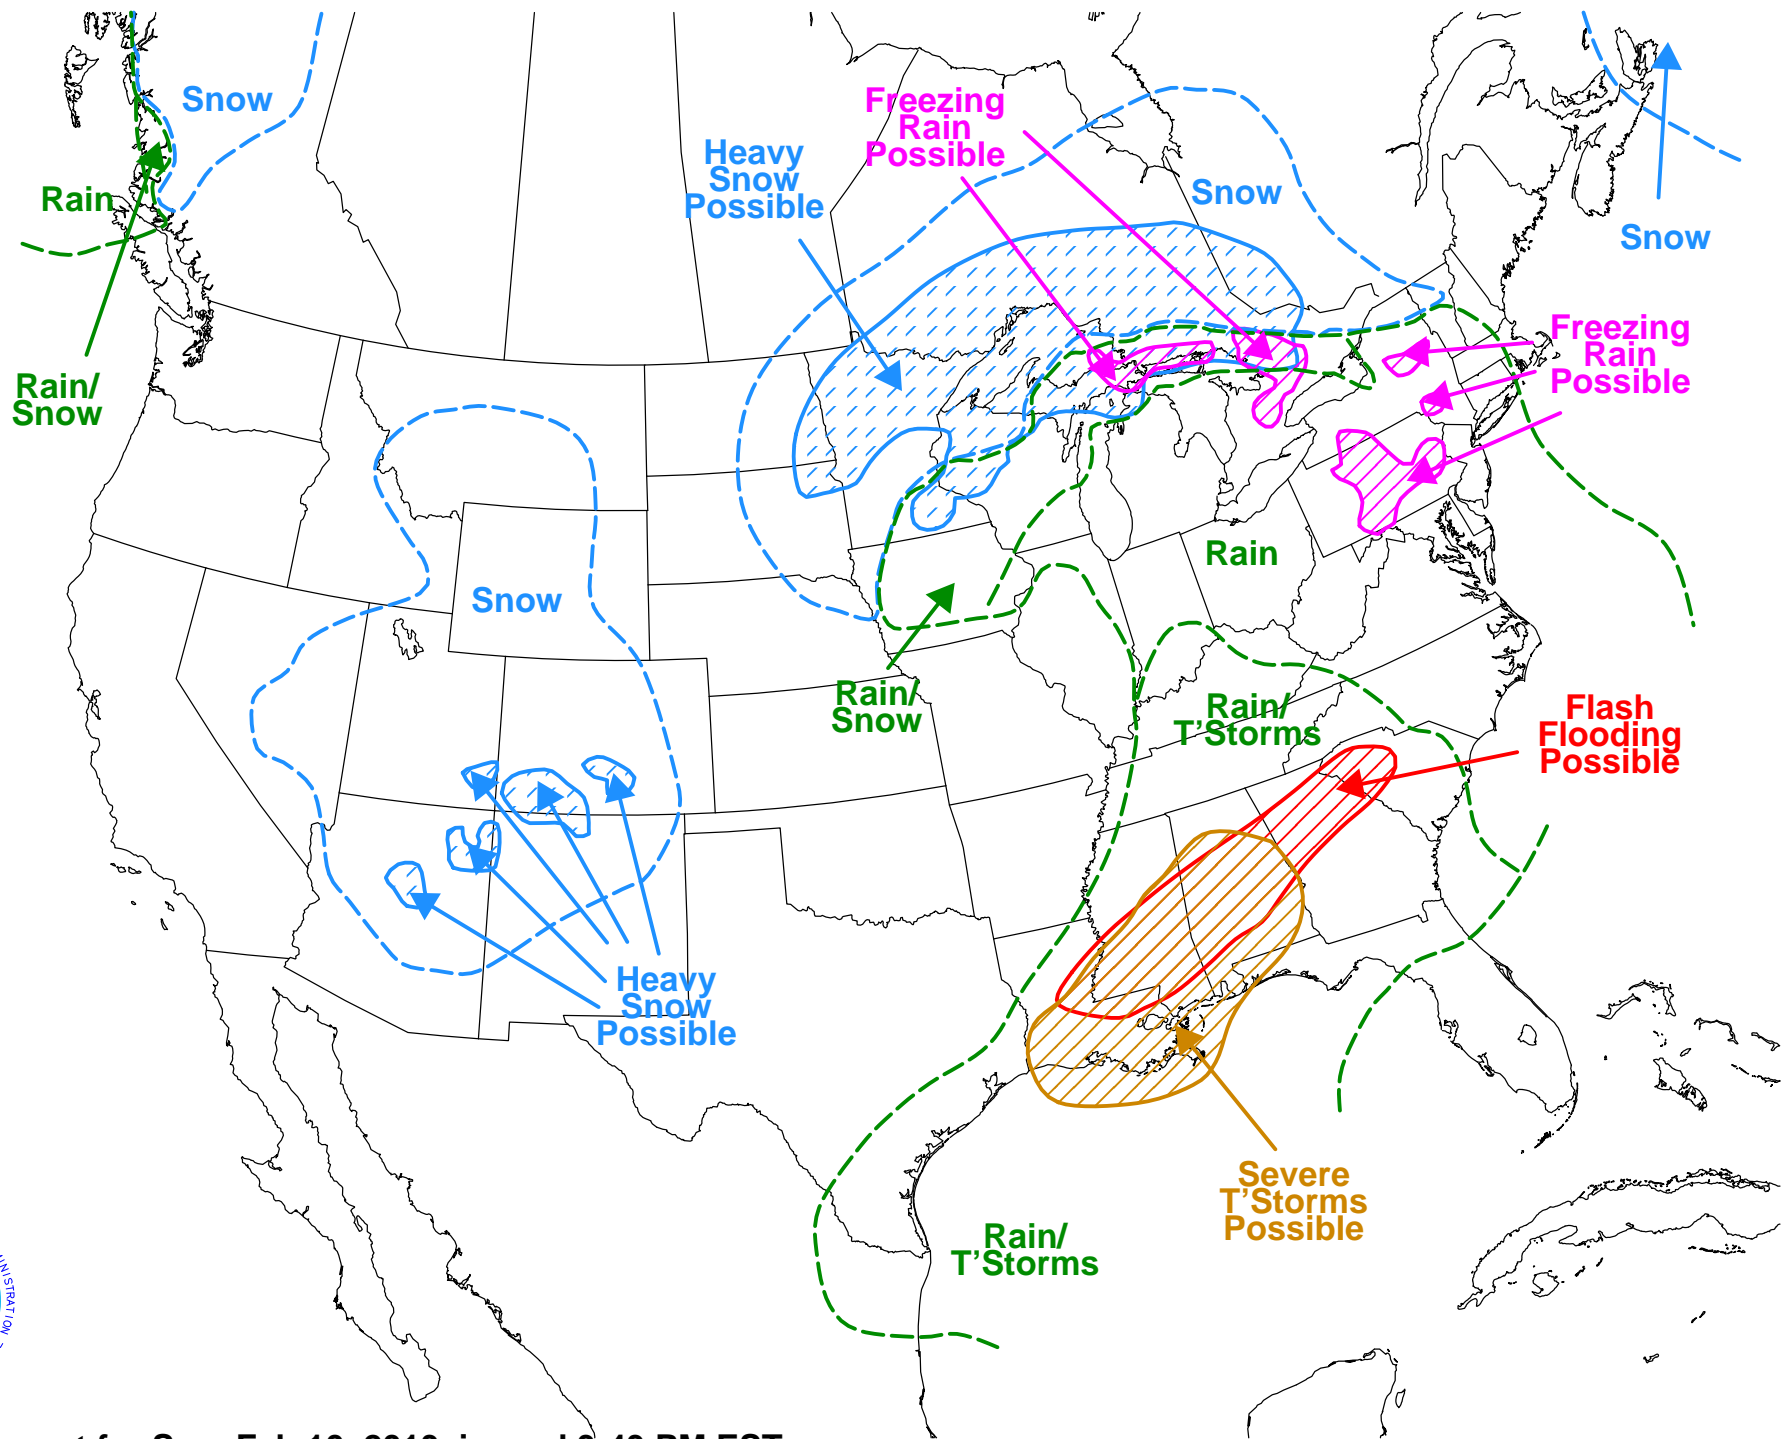 Snow
Freezing
Rain
Possible
Heavy
Snow
Possible
Snow
Rain
Snow
Freezing
Rain
Possible
Rain/
Snow
Rain
Snow
Rain/
Snow
Rain/
T'Storms
Flash
Flooding
Possible
Heavy
Snow
Possible
Severe
T'Storms
Possible
Rain/
T'Storms